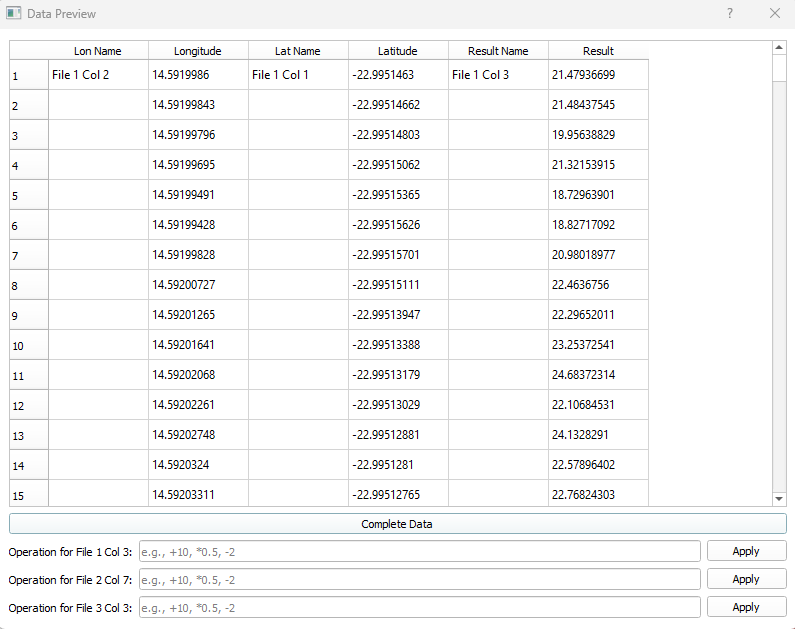 Data Preview ?
Lon Name Longitude Lat Name Latitude Result Name Result
1 File 1 Col 2 14.5919986 File 1 Col 1 -22.9951463 File 1 Col 3 21.47936699
2 14.59199843 -22.99514662 21.48437545
3 14.59199796 -22.99514803 19.95638829
4 14.59199695 -22.99515062 21.32153915
5 14.59199491 -22.99515365 18.72963901
6 14.59199428 -22.99515626 18.82717092
7 14.59199828 -22.99515701 20.98018977
8 14.59200727 -22.99515111 22.4636756
9 14.59201265 -22.99513947 22.29652011
10 14.59201641 -22.99513388 23.25372541
11 14.59202068 -22.99513179 24.68372314
12 14.59202261 -22.99513029 22.10684531
13 14.59202748 -22.99512881 24.1328291
14 14.5920324 -22.9951281 22.57896402
15 14.59203311 -22.99512765 22.76824303
Complete Data
Operation for File 1 Col 3: e.g., +10, *0.5, -2 Apply
Operation for File 2 Col 7: e.g., +10, *0.5, -2 Apply
Operation for File 3 Col 3: e.g., +10, *0.5, -2 Apply